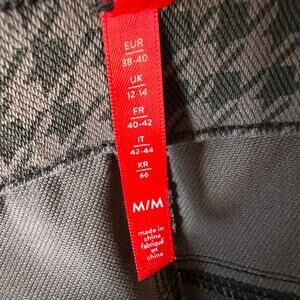 EUR
38-40
UK
12-14
FR
40-42
IT
42-44
KR
66
M/M
made in
china
fabriqué
en
chine